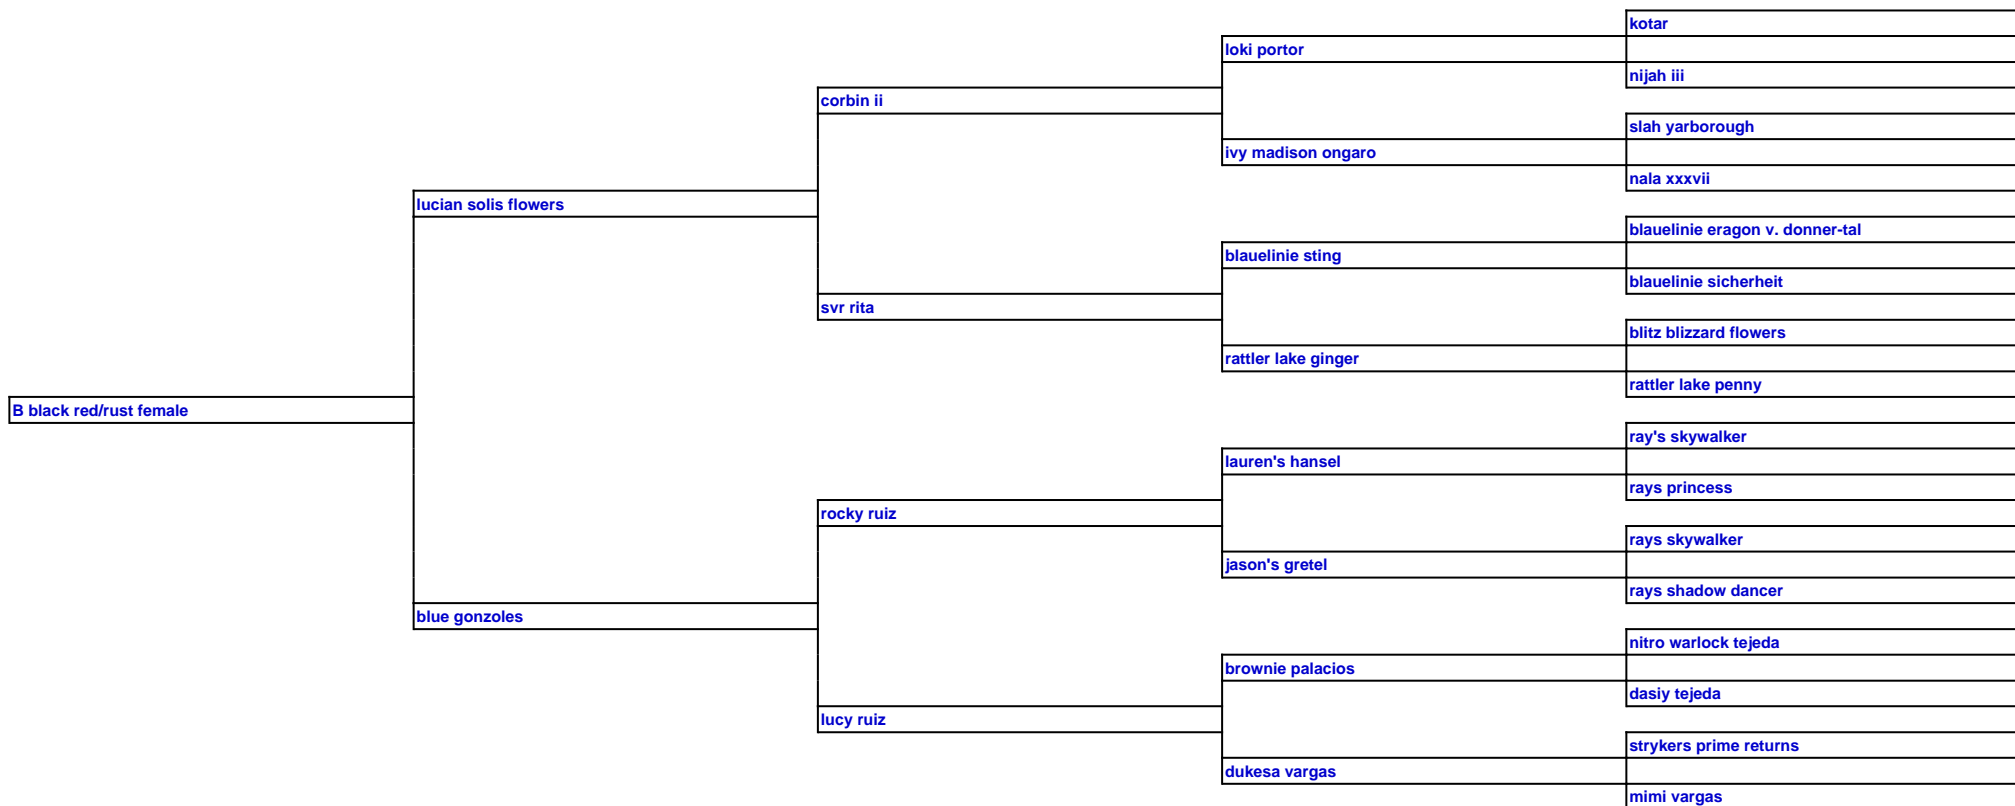 kotar
loki portor
nijah iii
corbin ii
slah yarborough
ivy madison ongaro
nala xxxvii
lucian solis flowers
blauelinie eragon v. donner-tal
blauelinie sting
blauelinie sicherheit
svr rita
blitz blizzard flowers
rattler lake ginger
rattler lake penny
B black red/rust female
ray's skywalker
lauren's hansel
rays princess
rocky ruiz
rays skywalker
jason's gretel
rays shadow dancer
blue gonzoles
nitro warlock tejeda
brownie palacios
dasiy tejeda
lucy ruiz
strykers prime returns
dukesa vargas
mimi vargas